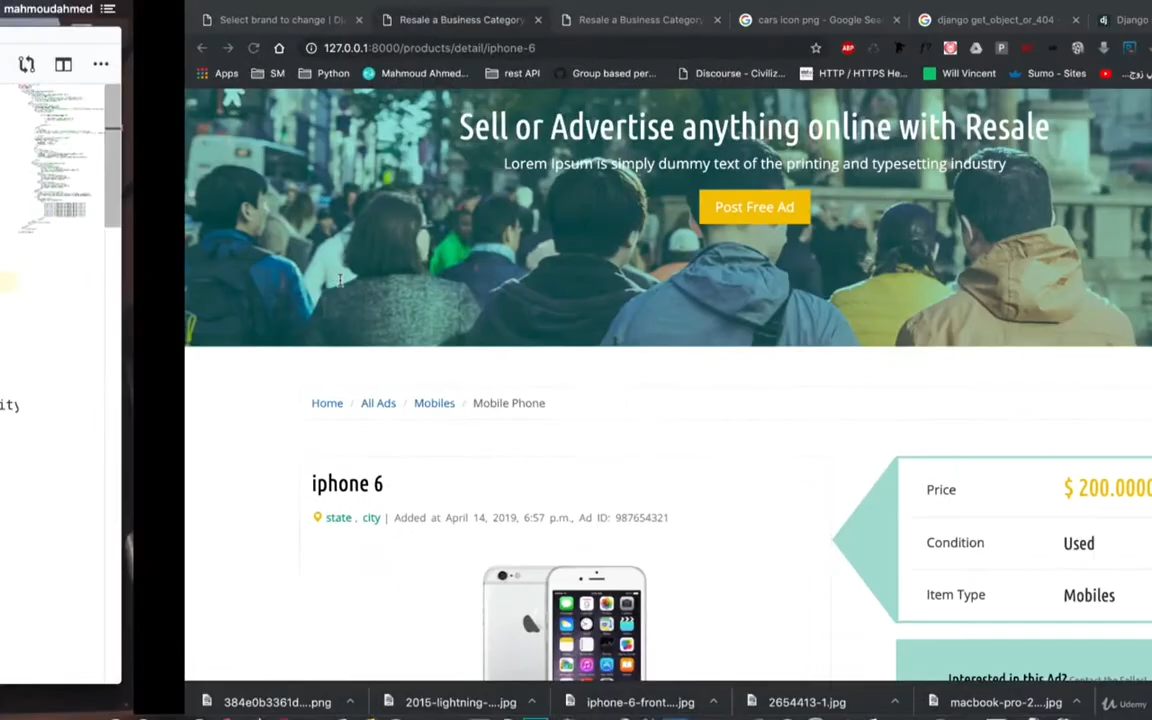 mahmoudahmed
Select brand to change | Dj
Resale a Business Category
Resale a Business Category
cars icon png - Google Sea
django get_object_or_404
Django
127.0.0.1:8000/products/detail/iphone-6
ABP
Apps
SM
Python
Mahmoud Ahmed...
rest API
Group based per...
Discourse - Civiliz...
HTTP / HTTPS He...
Will Vincent
Sumo - Sites
Sell or Advertise anything online with Resale
Lorem Ipsum is simply dummy text of the printing and typesetting industry
Post Free Ad
ity
Home / All Ads / Mobiles / Mobile Phone
iphone 6
state , city | Added at April 14, 2019, 6:57 p.m., Ad ID: 987654321
Price $ 200.0000
Condition Used
Item Type Mobiles
Interested in this Ad? Contact the Seller!
384e0b3361d....png
2015-lightning-....jpg
iphone-6-front....jpg
2654413-1.jpg
macbook-pro-2....jpg
Udemy